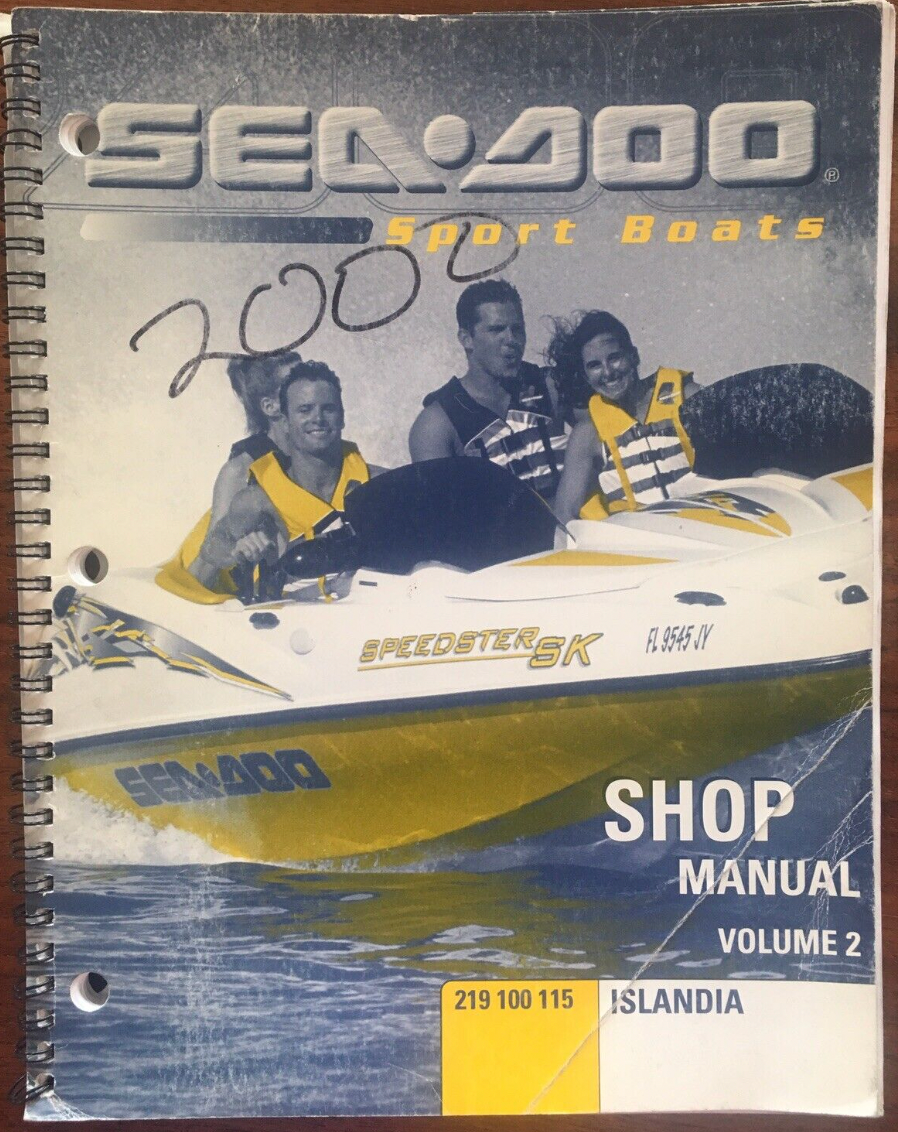 SEA·DOO®
Sport Boats
2000
SPEEDSTER SK
FL 9545 JY
SEA·DOO
SHOP
MANUAL
VOLUME 2
219 100 115 ISLANDIA